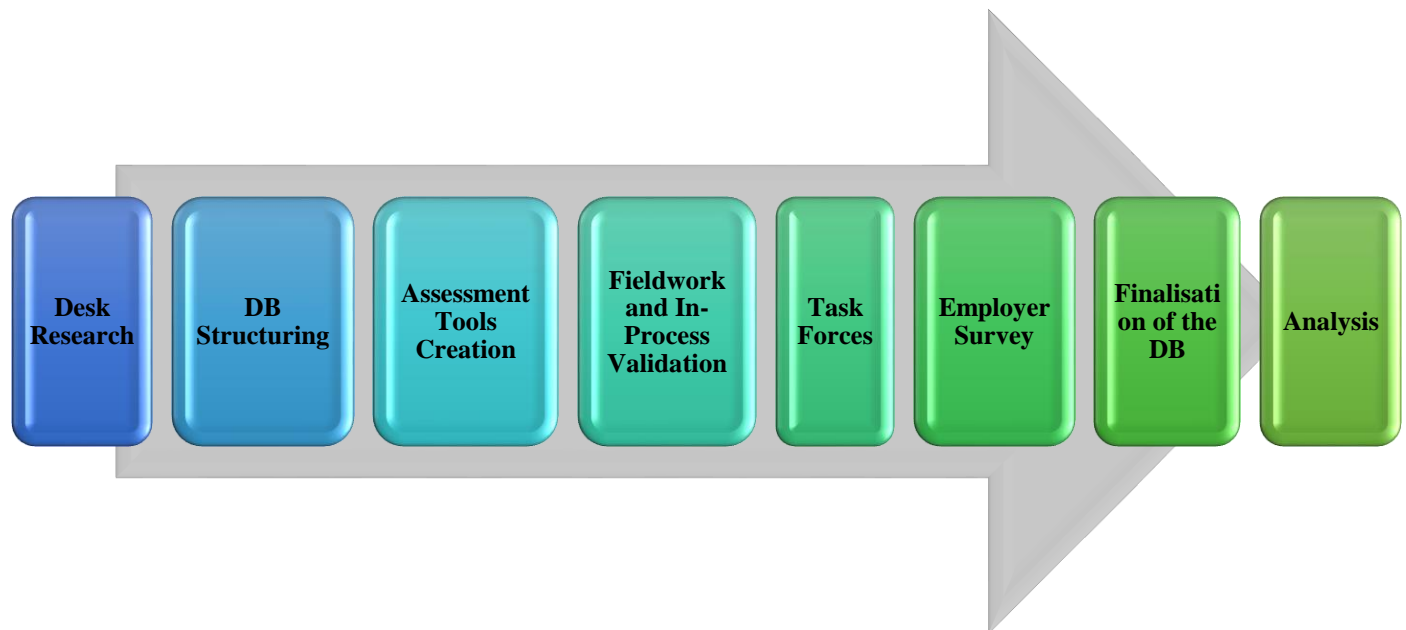 Desk
Research
DB
Structuring
Assessment
Tools
Creation
Fieldwork
and In-
Process
Validation
Task
Forces
Employer
Survey
Finalisati
on of the
DB
Analysis